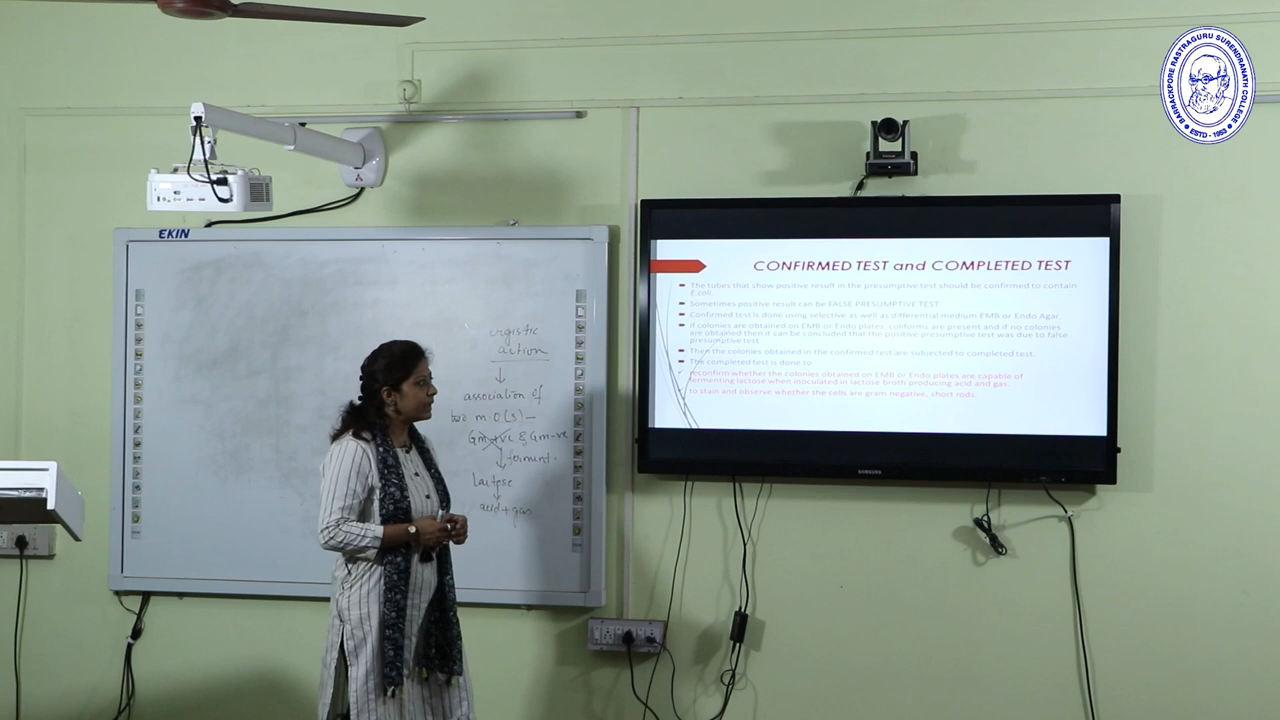 BARRACKPORE RASTRAGURU SURENDRANATH COLLEGE
ESTD - 1953
EKIN
ergistic
action
association of
two m.O(s) —
Gm+ve & Gm-ve
ferment.
lactose
acid + gas
CONFIRMED TEST and COMPLETED TEST
The tubes that show positive result in the presumptive test should be confirmed to contain
E.coli.
Sometimes positive result can be FALSE PRESUMPTIVE TEST
Confirmed test is done using selective as well as differential medium EMB or Endo Agar
If colonies are obtained on EMB or Endo plates, coliforms are present and if no colonies
are obtained then it can be concluded that the positive presumptive test was due to false
presumptive test
Then the colonies obtained in the confirmed test are subjected to completed test.
The completed test is done to
reconfirm whether the colonies obtained on EMB or Endo plates are capable of
fermenting lactose when inoculated in lactose broth producing acid and gas.
to stain and observe whether the cells are gram negative, short rods.
SAMSUNG